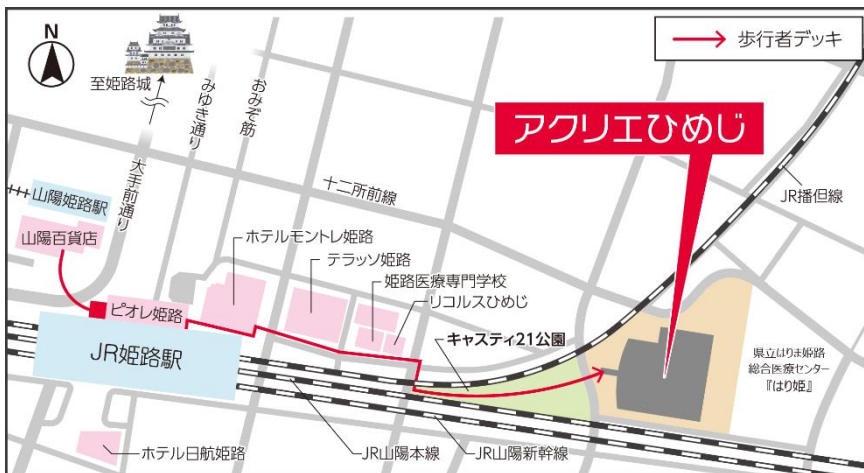 N
至姫路城
みゆき通り
おみぞ筋
歩行者デッキ
アクリエひめじ
大手前通り
十二所前線
JR播但線
山陽姫路駅
山陽百貨店
ホテルモントレ姫路
テラッソ姫路
姫路医療専門学校
リコルスひめじ
ピオレ姫路
キャスティ21公園
JR姫路駅
県立はりま姫路
総合医療センター
『はり姫』
ホテル日航姫路
JR山陽本線
JR山陽新幹線